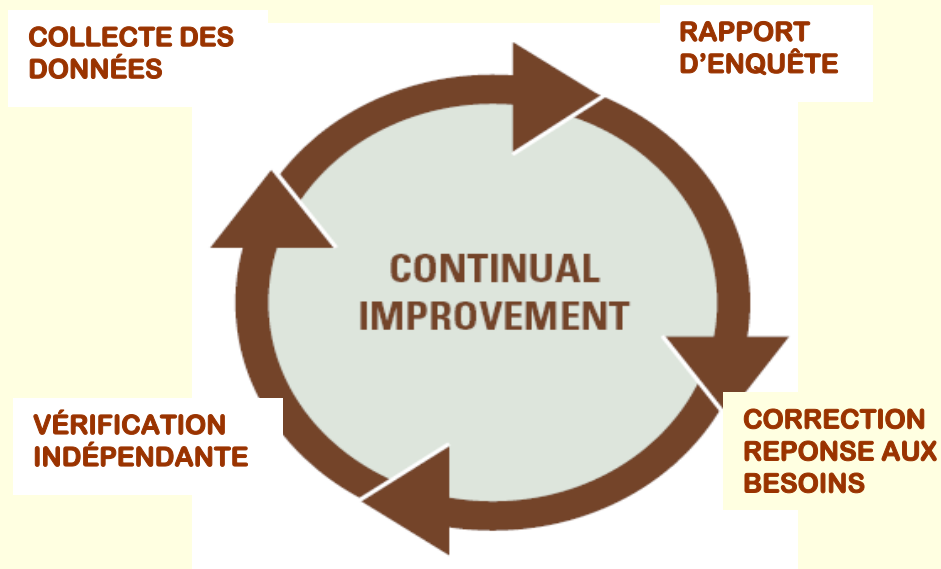 COLLECTE DES
DONNÉES
RAPPORT
D’ENQUÊTE
CONTINUAL
IMPROVEMENT
VÉRIFICATION
INDÉPENDANTE
CORRECTION
REPONSE AUX
BESOINS